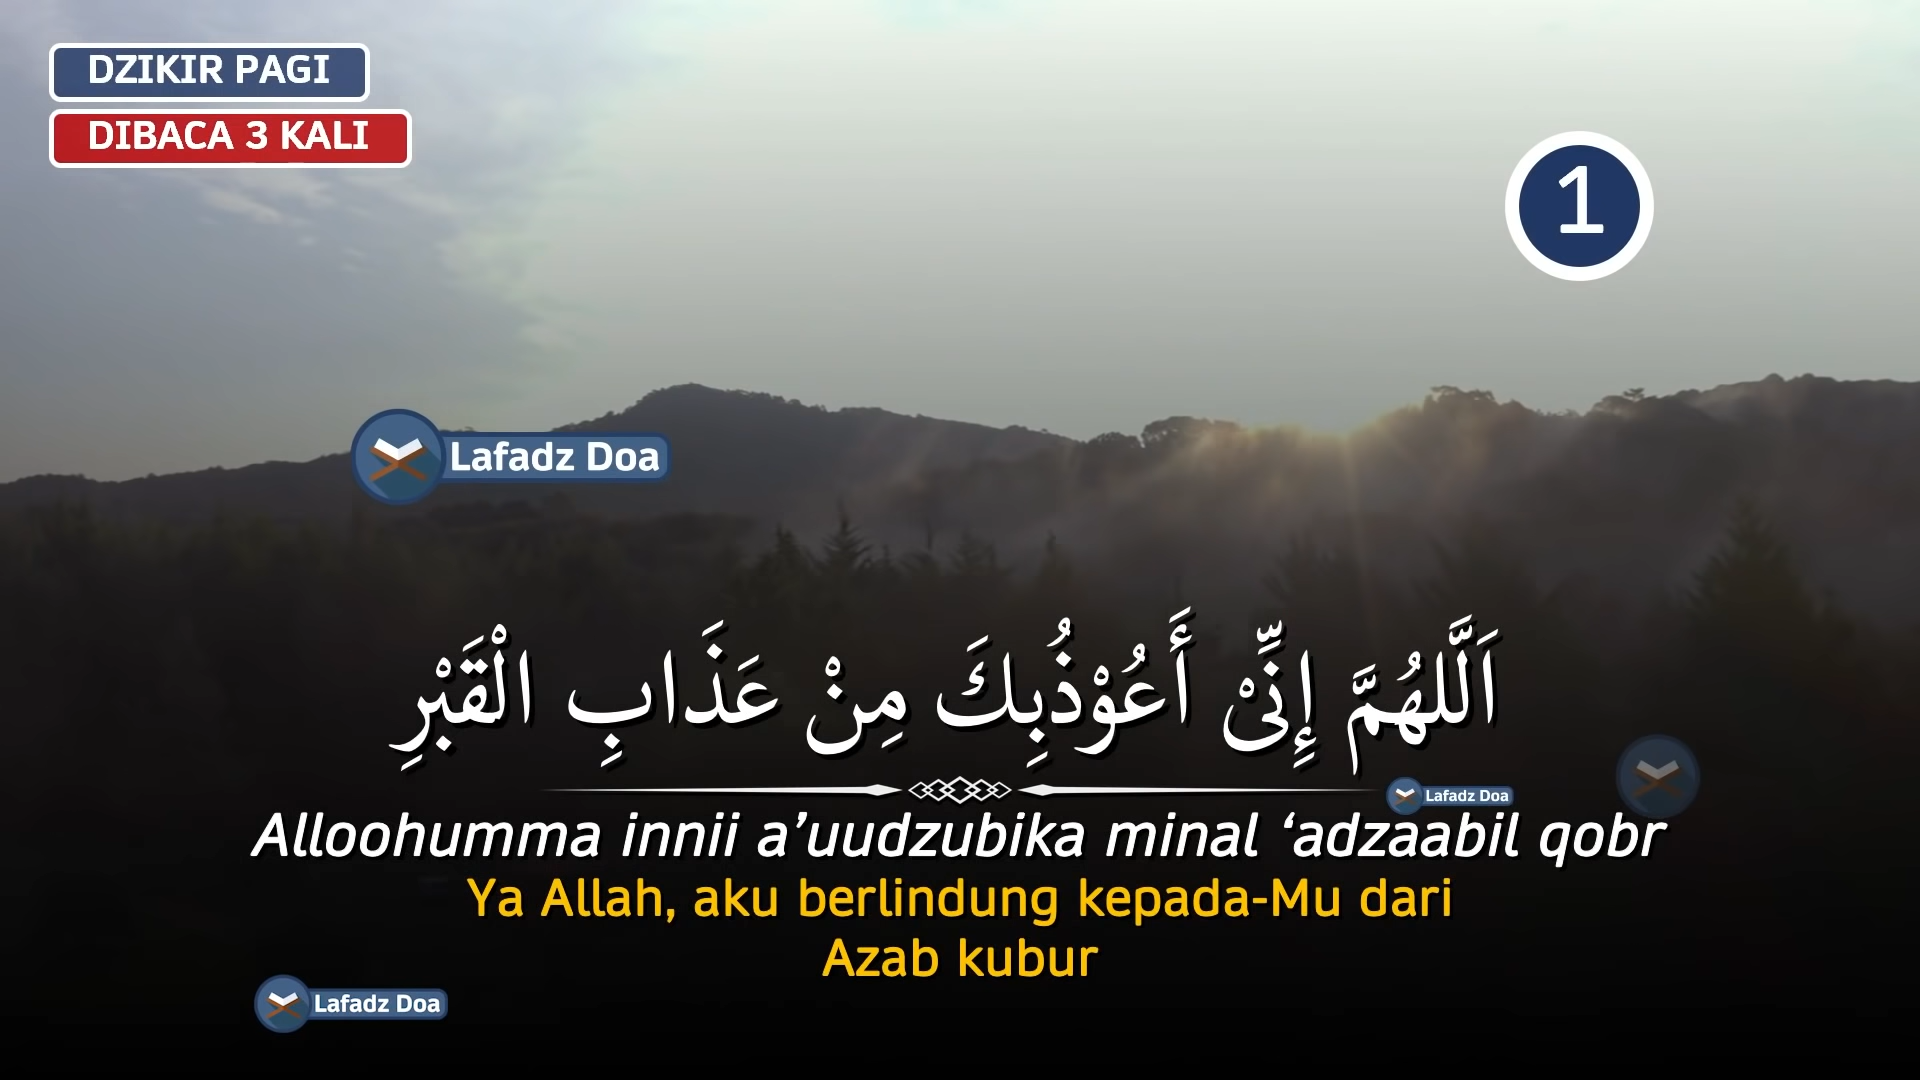 DZIKIR PAGI
DIBACA 3 KALI
1
Lafadz Doa
اَللَّهُمَّ إِنِّىْ أَعُوْذُبِكَ مِنْ عَذَابِ الْقَبْرِ
Lafadz Doa
Alloohumma innii a’uudzubika minal ‘adzaabil qobr
Ya Allah, aku berlindung kepada-Mu dari
Azab kubur
Lafadz Doa